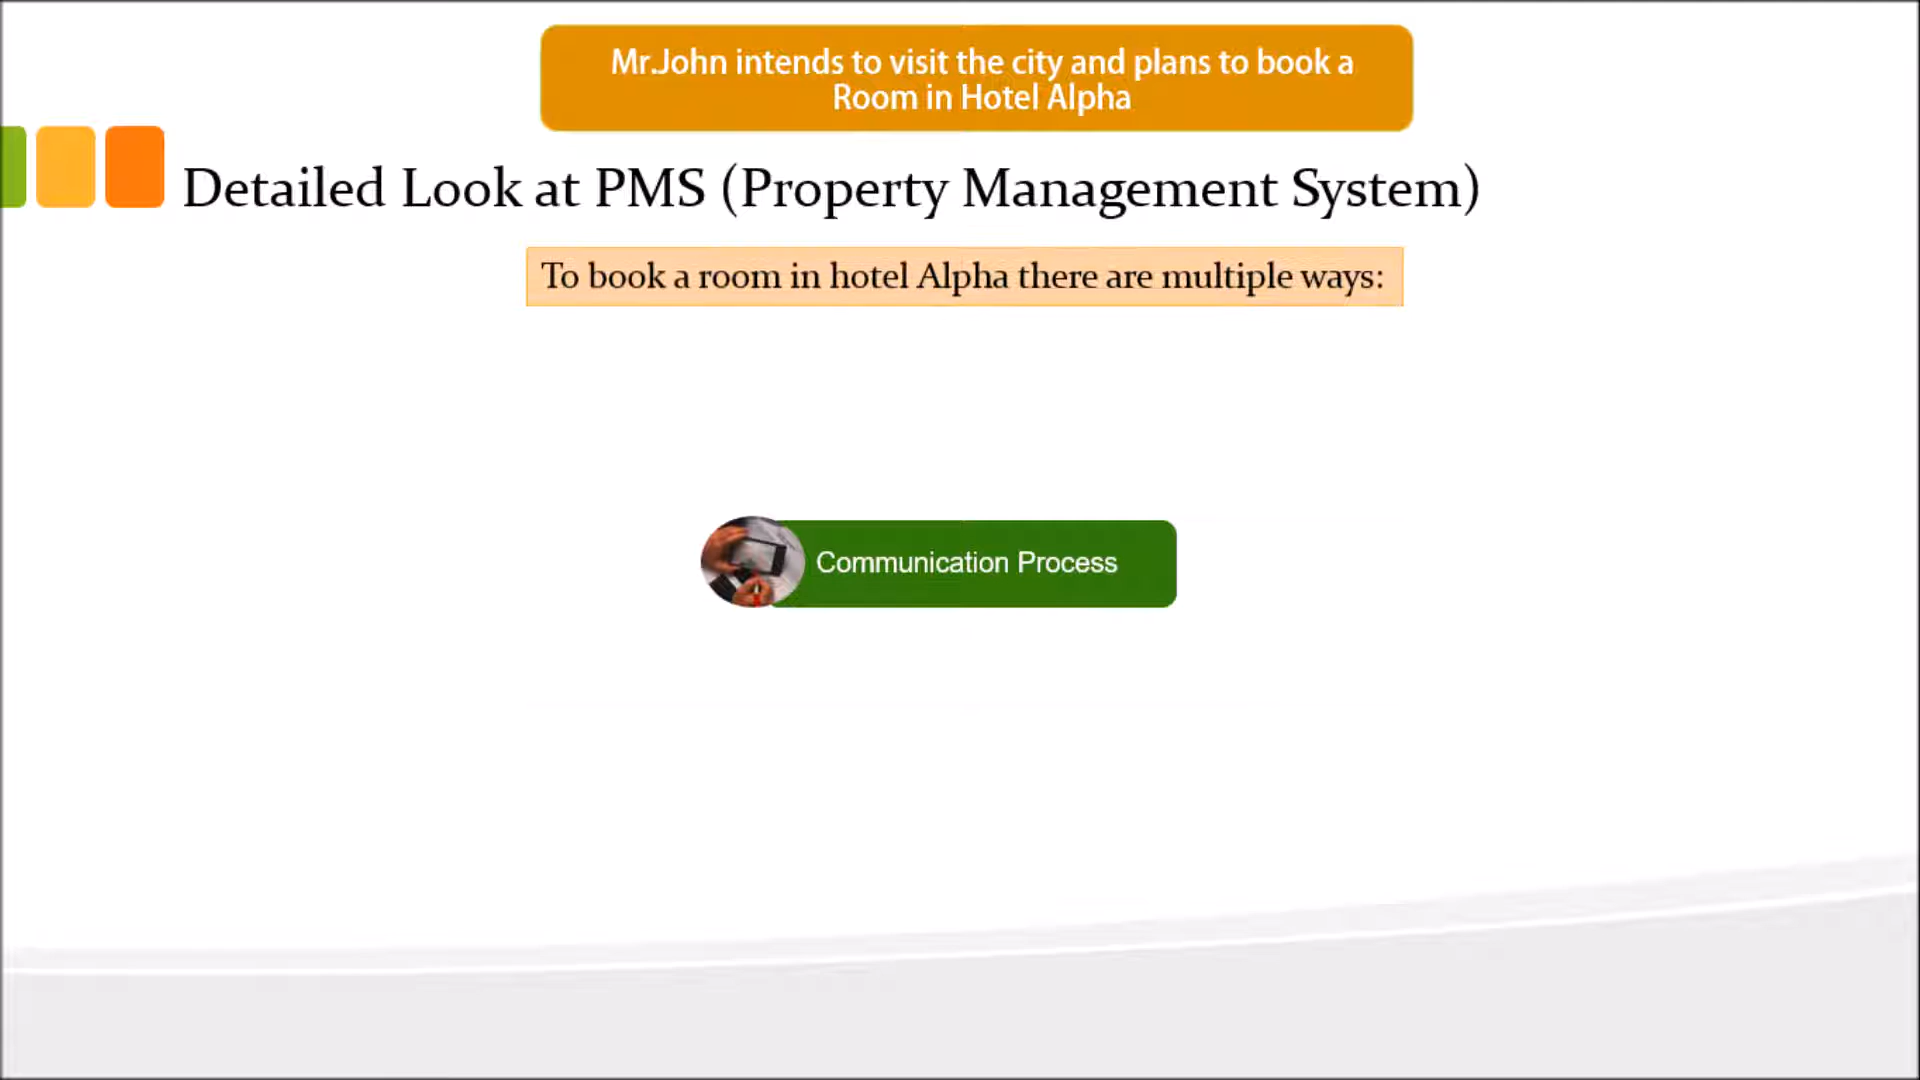 Mr.John intends to visit the city and plans to book a
Room in Hotel Alpha
Detailed Look at PMS (Property Management System)
To book a room in hotel Alpha there are multiple ways:
Communication Process